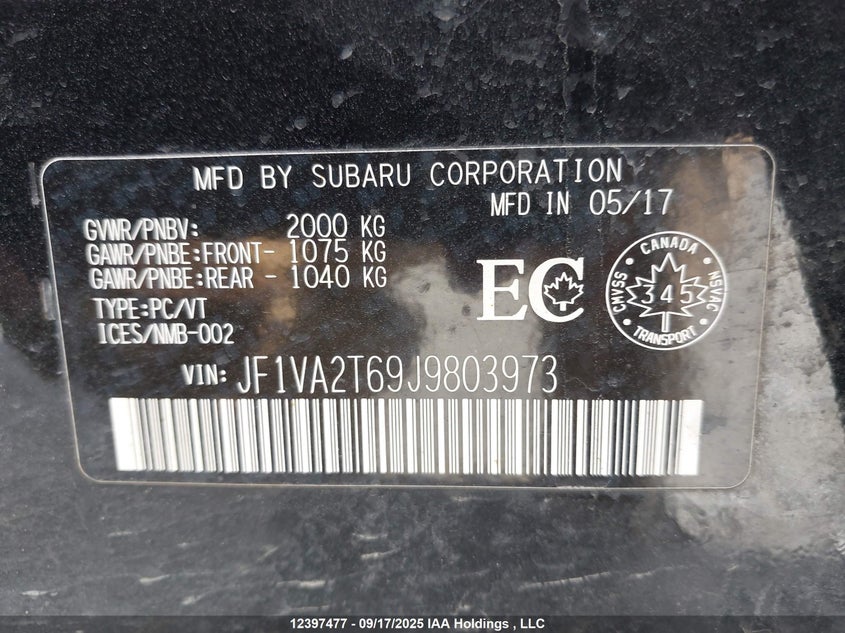 MFD BY SUBARU CORPORATION
MFD IN 05/17
GVWR/PNBV: 2000 KG
GAWR/PNBE:FRONT- 1075 KG
GAWR/PNBE:REAR - 1040 KG
TYPE:PC/VT
ICES/NMB-002
EC
CANADA
CMVSS 345 NSVAC
TRANSPORT
VIN: JF1VA2T69J9803973
12397477 - 09/17/2025 IAA Holdings , LLC